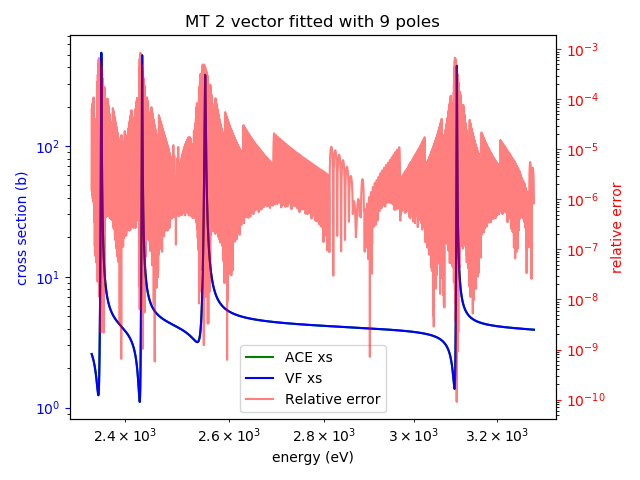 MT 2 vector fitted with 9 poles
cross section (b)
10²
10¹
10⁰
10⁻³
10⁻⁴
10⁻⁵
10⁻⁶
10⁻⁷
10⁻⁸
10⁻⁹
10⁻¹⁰
relative error
ACE xs
VF xs
Relative error
2.4 × 10³ 2.6 × 10³ 2.8 × 10³ 3 × 10³ 3.2 × 10³
energy (eV)